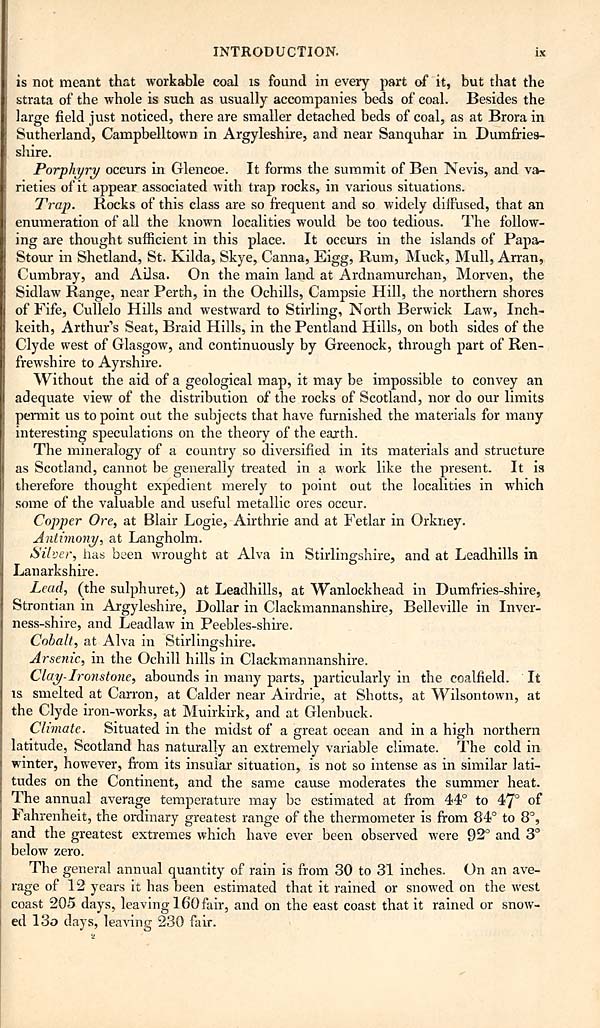 INTRODUCTION. ix
is not meant that workable coal is found in every part of it, but that the
strata of the whole is such as usually accompanies beds of coal. Besides the
large field just noticed, there are smaller detached beds of coal, as at Brora in
Sutherland, Campbelltown in Argyleshire, and near Sanquhar in Dumfries-
shire.
Porphyry occurs in Glencoe. It forms the summit of Ben Nevis, and va-
rieties of it appear associated with trap rocks, in various situations.
Trap. Rocks of this class are so frequent and so widely diffused, that an
enumeration of all the known localities would be too tedious. The follow-
ing are thought sufficient in this place. It occurs in the islands of Papa-
Stour in Shetland, St. Kilda, Skye, Canna, Eigg, Rum, Muck, Mull, Arran,
Cumbray, and Ailsa. On the main land at Ardnamurchan, Morven, the
Sidlaw Range, near Perth, in the Ochills, Campsie Hill, the northern shores
of Fife, Cullelo Hills and westward to Stirling, North Berwick Law, Inch-
keith, Arthur's Seat, Braid Hills, in the Pentland Hills, on both sides of the
Clyde west of Glasgow, and continuously by Greenock, through part of Ren-
frewshire to Ayrshire.
Without the aid of a geological map, it may be impossible to convey an
adequate view of the distribution of the rocks of Scotland, nor do our limits
permit us to point out the subjects that have furnished the materials for many
interesting speculations on the theory of the earth.
The mineralogy of a country so diversified in its materials and structure
as Scotland, cannot be generally treated in a work like the present. It is
therefore thought expedient merely to point out the localities in which
some of the valuable and useful metallic ores occur.
Copper Ore, at Blair Logie, Airthrie and at Fetlar in Orkney.
Antimony, at Langholm.
Silver, has been wrought at Alva in Stirlingshire, and at Leadhills in
Lanarkshire.
Lead, (the sulphuret,) at Leadhills, at Wanlockhead in Dumfries-shire,
Strontian in Argyleshire, Dollar in Clackmannanshire, Belleville in Inver-
ness-shire, and Leadlaw in Peebles-shire.
Cobalt, at Alva in Stirlingshire.
Arsenic, in the Ochill hills in Clackmannanshire.
Clay-Ironstone, abounds in many parts, particularly in the coalfield. It
is smelted at Carron, at Calder near Airdrie, at Shotts, at Wilsontown, at
the Clyde iron-works, at Muirkirk, and at Glenbuck.
Climate. Situated in the midst of a great ocean and in a high northern
latitude, Scotland has naturally an extremely variable climate. The cold in
winter, however, from its insular situation, is not so intense as in similar lati-
tudes on the Continent, and the same cause moderates the summer heat.
The annual average temperature may be estimated at from 44° to 47° of
Fahrenheit, the ordinary greatest range of the thermometer is from 84° to 8°,
and the greatest extremes which have ever been observed were 92° and 3°
below zero.
The general annual quantity of rain is from 30 to 31 inches. On an ave-
rage of 12 years it has been estimated that it rained or snowed on the west
coast 205 days, leaving 160 fair, and on the east coast that it rained or snow-
ed 135 days, leaving 230 fair.